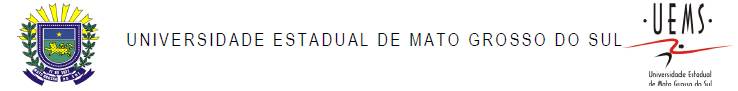 UNIVERSIDADE ESTADUAL DE MATO GROSSO DO SUL
·UEMS·
Universidade Estadual
de Mato Grosso do Sul